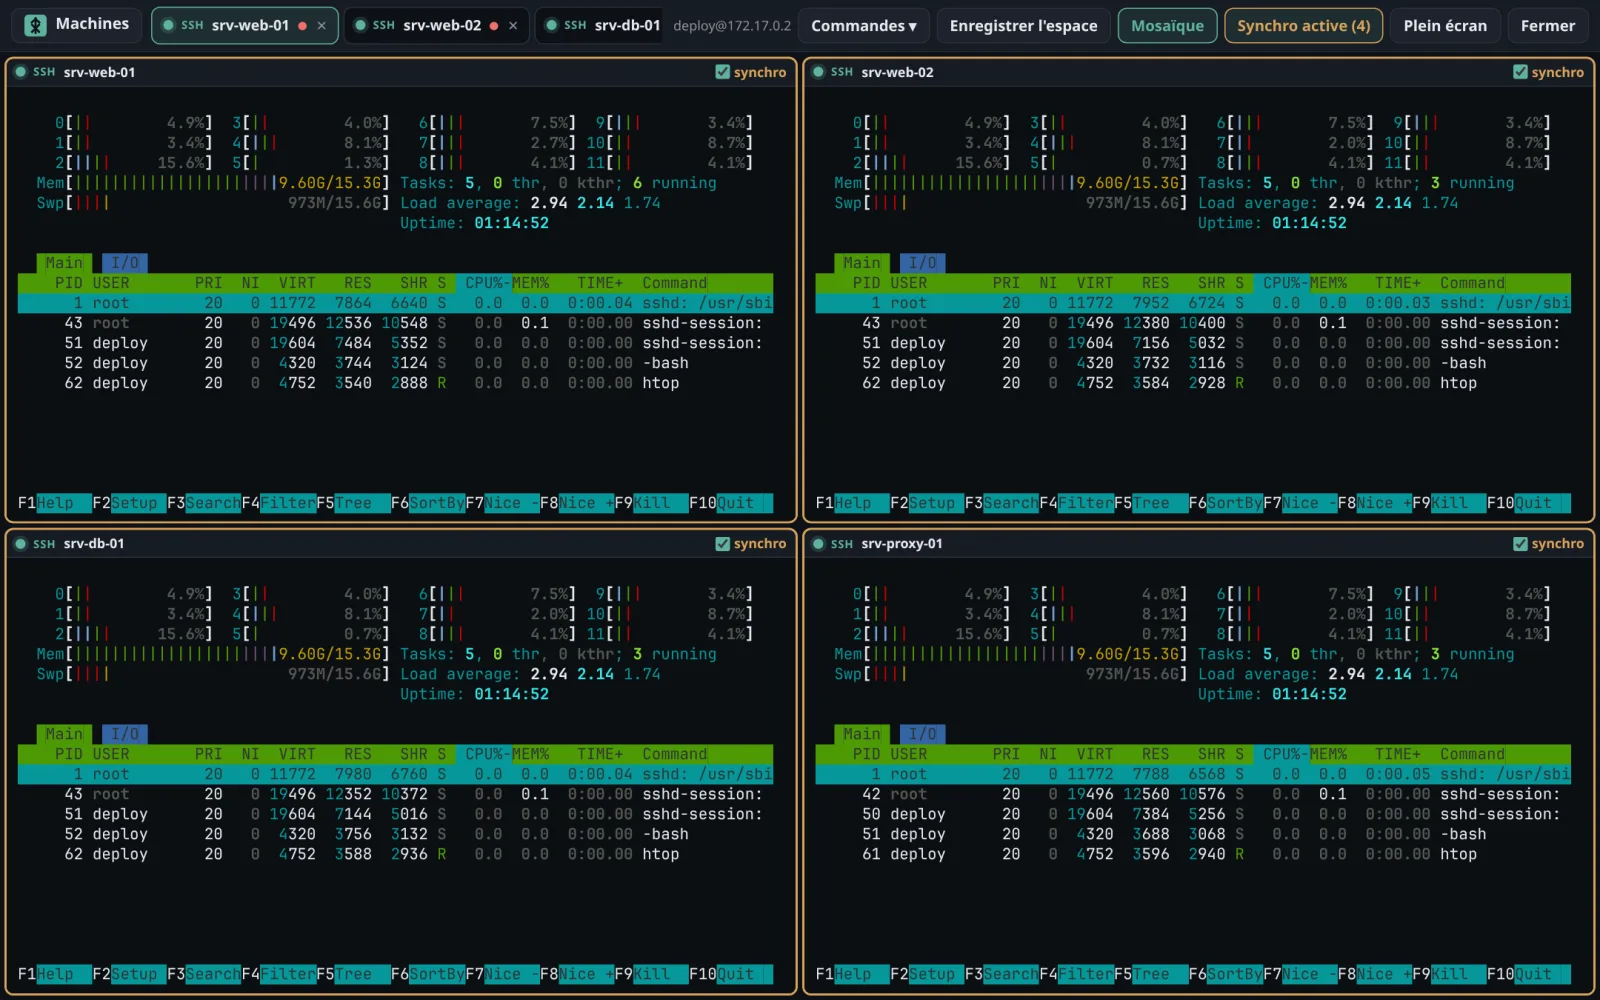 Machines SSH srv-web-01 × SSH srv-web-02 × SSH srv-db-01 deploy@172.17.0.2 Commandes ▾ Enregistrer l'espace Mosaïque Synchro active (4) Plein écran Fermer
SSH srv-web-01 synchro
0[|| 4.9%] 3[|| 4.0%] 6[||| 7.5%] 9[||| 3.4%]
1[|| 3.4%] 4[|||| 8.1%] 7[||| 2.7%] 10[|| 8.7%]
2[|||| 15.6%] 5[| 1.3%] 8[||| 4.1%] 11[|| 4.1%]
Mem[||||||||||||||||||||||9.60G/15.3G] Tasks: 5, 0 thr, 0 kthr; 6 running
Swp[|||| 973M/15.6G] Load average: 2.94 2.14 1.74
Uptime: 01:14:52
Main I/O
PID USER PRI NI VIRT RES SHR S CPU%- MEM% TIME+ Command
1 root 20 0 11772 7864 6640 S 0.0 0.0 0:00.04 sshd: /usr/sbi
43 root 20 0 19496 12536 10548 S 0.0 0.1 0:00.00 sshd-session:
51 deploy 20 0 19604 7484 5352 S 0.0 0.0 0:00.00 sshd-session:
52 deploy 20 0 4320 3744 3124 S 0.0 0.0 0:00.00 -bash
62 deploy 20 0 4752 3540 2888 R 0.0 0.0 0:00.00 htop
F1Help F2Setup F3SearchF4FilterF5Tree F6SortByF7Nice -F8Nice +F9Kill F10Quit
SSH srv-web-02 synchro
0[|| 4.9%] 3[|| 4.0%] 6[||| 7.5%] 9[||| 3.4%]
1[|| 3.4%] 4[|||| 8.1%] 7[||| 2.0%] 10[|| 8.7%]
2[|||| 15.6%] 5[| 0.7%] 8[||| 4.1%] 11[|| 4.1%]
Mem[||||||||||||||||||||||9.60G/15.3G] Tasks: 5, 0 thr, 0 kthr; 3 running
Swp[|||| 973M/15.6G] Load average: 2.94 2.14 1.74
Uptime: 01:14:52
Main I/O
PID USER PRI NI VIRT RES SHR S CPU%- MEM% TIME+ Command
1 root 20 0 11772 7952 6724 S 0.0 0.0 0:00.03 sshd: /usr/sbi
43 root 20 0 19496 12380 10400 S 0.0 0.1 0:00.00 sshd-session:
51 deploy 20 0 19604 7156 5032 S 0.0 0.0 0:00.00 sshd-session:
52 deploy 20 0 4320 3732 3116 S 0.0 0.0 0:00.00 -bash
62 deploy 20 0 4752 3584 2928 R 0.0 0.0 0:00.00 htop
F1Help F2Setup F3SearchF4FilterF5Tree F6SortByF7Nice -F8Nice +F9Kill F10Quit
SSH srv-db-01 synchro
0[|| 4.9%] 3[|| 4.0%] 6[||| 7.5%] 9[||| 3.4%]
1[|| 3.4%] 4[|||| 8.1%] 7[|| 2.0%] 10[|| 8.7%]
2[|||| 15.6%] 5[| 0.7%] 8[||| 4.1%] 11[|| 4.1%]
Mem[||||||||||||||||||||||9.60G/15.3G] Tasks: 5, 0 thr, 0 kthr; 3 running
Swp[|||| 973M/15.6G] Load average: 2.94 2.14 1.74
Uptime: 01:14:52
Main I/O
PID USER PRI NI VIRT RES SHR S CPU%- MEM% TIME+ Command
1 root 20 0 11772 7980 6760 S 0.0 0.0 0:00.04 sshd: /usr/sbi
43 root 20 0 19496 12352 10372 S 0.0 0.1 0:00.00 sshd-session:
51 deploy 20 0 19604 7144 5016 S 0.0 0.0 0:00.00 sshd-session:
52 deploy 20 0 4320 3756 3132 S 0.0 0.0 0:00.00 -bash
62 deploy 20 0 4752 3588 2936 R 0.0 0.0 0:00.00 htop
F1Help F2Setup F3SearchF4FilterF5Tree F6SortByF7Nice -F8Nice +F9Kill F10Quit
SSH srv-proxy-01 synchro
0[|| 4.9%] 3[|| 4.0%] 6[||| 7.5%] 9[||| 3.4%]
1[|| 3.4%] 4[|||| 8.1%] 7[|| 2.0%] 10[|| 8.7%]
2[|||| 15.6%] 5[| 0.7%] 8[||| 4.1%] 11[|| 4.1%]
Mem[||||||||||||||||||||||9.60G/15.3G] Tasks: 5, 0 thr, 0 kthr; 3 running
Swp[|||| 973M/15.6G] Load average: 2.94 2.14 1.74
Uptime: 01:14:52
Main I/O
PID USER PRI NI VIRT RES SHR S CPU%- MEM% TIME+ Command
1 root 20 0 11772 7788 6568 S 0.0 0.0 0:00.05 sshd: /usr/sbi
42 root 20 0 19496 12560 10576 S 0.0 0.1 0:00.00 sshd-session:
50 deploy 20 0 19604 7384 5256 S 0.0 0.0 0:00.00 sshd-session:
51 deploy 20 0 4320 3688 3068 S 0.0 0.0 0:00.00 -bash
61 deploy 20 0 4752 3596 2940 R 0.0 0.0 0:00.00 htop
F1Help F2Setup F3SearchF4FilterF5Tree F6SortByF7Nice -F8Nice +F9Kill F10Quit